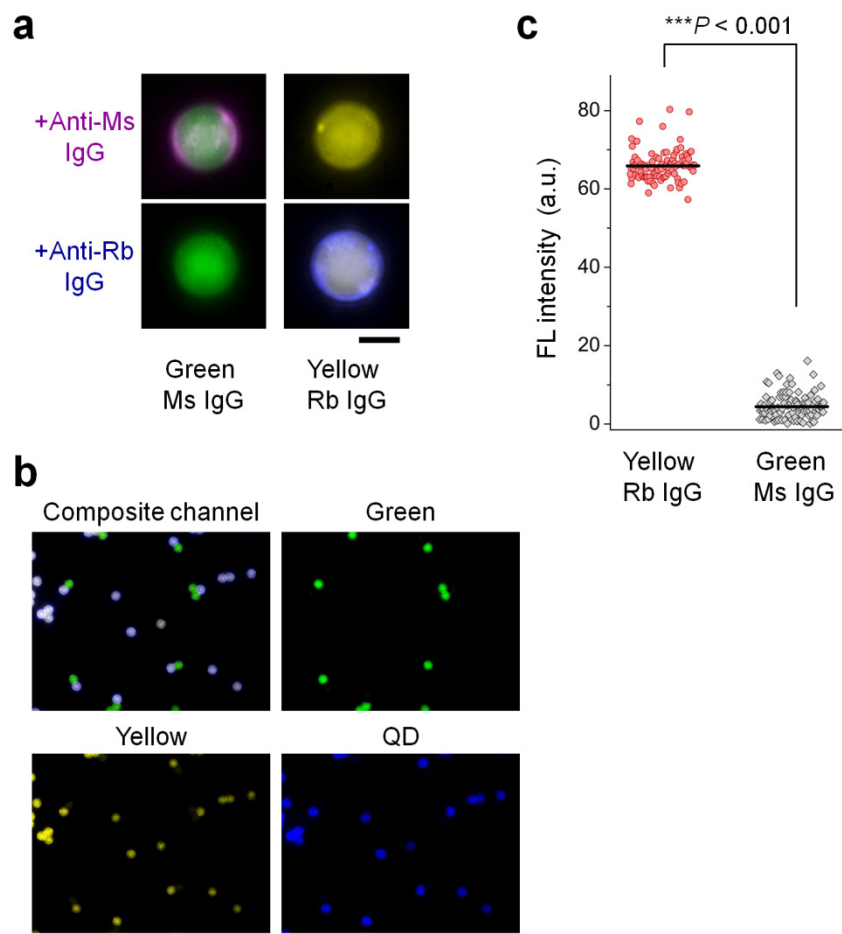 a
+Anti-Ms
IgG
+Anti-Rb
IgG
Green
Ms IgG
Yellow
Rb IgG
b
Composite channel
Green
Yellow
QD
c
***P < 0.001
FL intensity (a.u.)
80
60
40
20
0
Yellow
Rb IgG
Green
Ms IgG